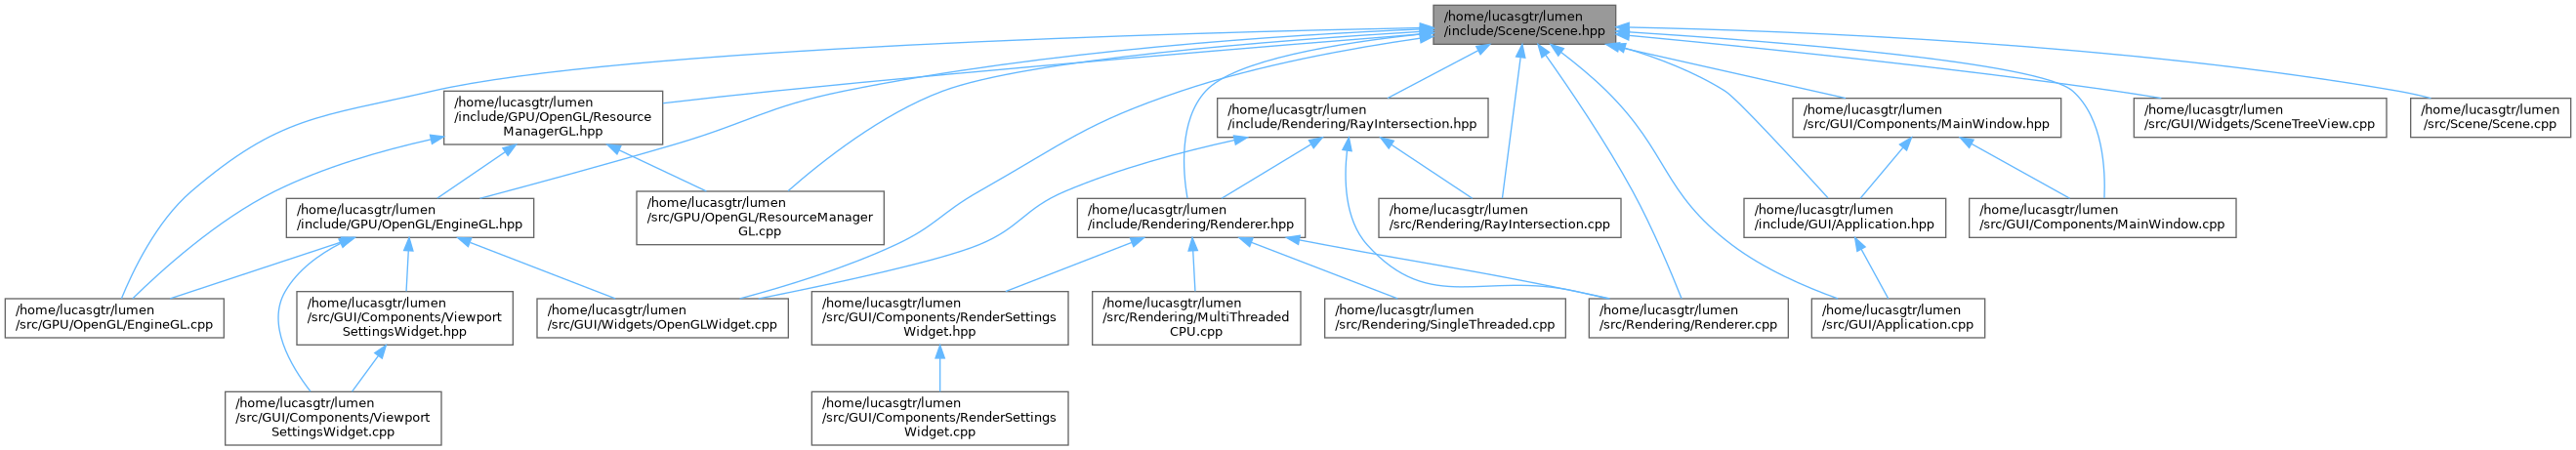 /home/lucasgtr/lumen
/include/Scene/Scene.hpp
/home/lucasgtr/lumen
/include/GPU/OpenGL/Resource
ManagerGL.hpp
/home/lucasgtr/lumen
/include/Rendering/RayIntersection.hpp
/home/lucasgtr/lumen
/src/GUI/Components/MainWindow.hpp
/home/lucasgtr/lumen
/src/GUI/Widgets/SceneTreeView.cpp
/home/lucasgtr/lumen
/src/Scene/Scene.cpp
/home/lucasgtr/lumen
/include/GPU/OpenGL/EngineGL.hpp
/home/lucasgtr/lumen
/src/GPU/OpenGL/ResourceManager
GL.cpp
/home/lucasgtr/lumen
/include/Rendering/Renderer.hpp
/home/lucasgtr/lumen
/src/Rendering/RayIntersection.cpp
/home/lucasgtr/lumen
/include/GUI/Application.hpp
/home/lucasgtr/lumen
/src/GUI/Components/MainWindow.cpp
/home/lucasgtr/lumen
/src/GPU/OpenGL/EngineGL.cpp
/home/lucasgtr/lumen
/src/GUI/Components/Viewport
SettingsWidget.hpp
/home/lucasgtr/lumen
/src/GUI/Widgets/OpenGLWidget.cpp
/home/lucasgtr/lumen
/src/GUI/Components/RenderSettings
Widget.hpp
/home/lucasgtr/lumen
/src/Rendering/MultiThreaded
CPU.cpp
/home/lucasgtr/lumen
/src/Rendering/SingleThreaded.cpp
/home/lucasgtr/lumen
/src/Rendering/Renderer.cpp
/home/lucasgtr/lumen
/src/GUI/Application.cpp
/home/lucasgtr/lumen
/src/GUI/Components/Viewport
SettingsWidget.cpp
/home/lucasgtr/lumen
/src/GUI/Components/RenderSettings
Widget.cpp